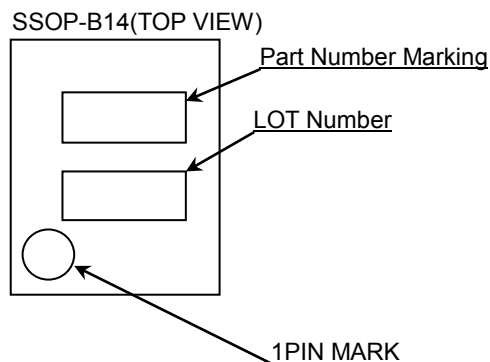 SSOP-B14(TOP VIEW)
Part Number Marking
LOT Number
1PIN MARK